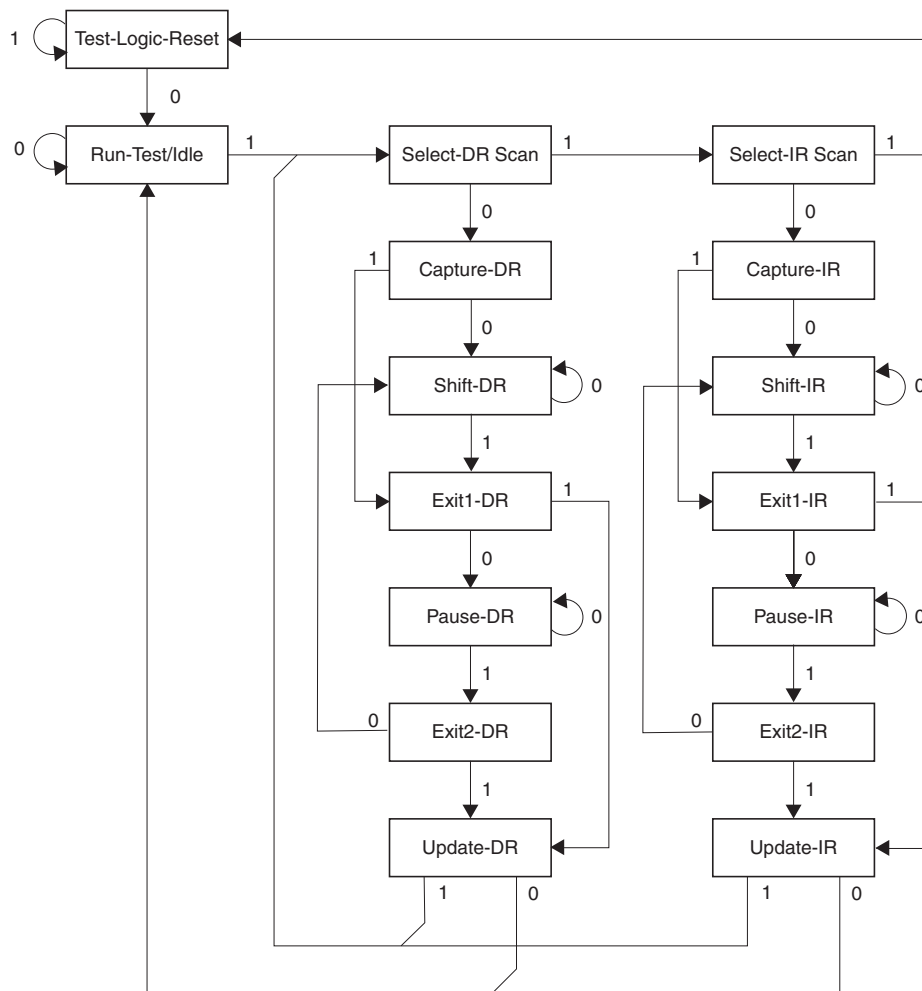 1
Test-Logic-Reset
0
0
Run-Test/Idle
1
Select-DR Scan
1
Select-IR Scan
1
0
0
1
Capture-DR
1
Capture-IR
0
0
Shift-DR
0
Shift-IR
0
1
1
Exit1-DR
1
Exit1-IR
1
0
0
Pause-DR
0
Pause-IR
0
1
1
0
Exit2-DR
0
Exit2-IR
1
1
Update-DR
Update-IR
1
0
1
0